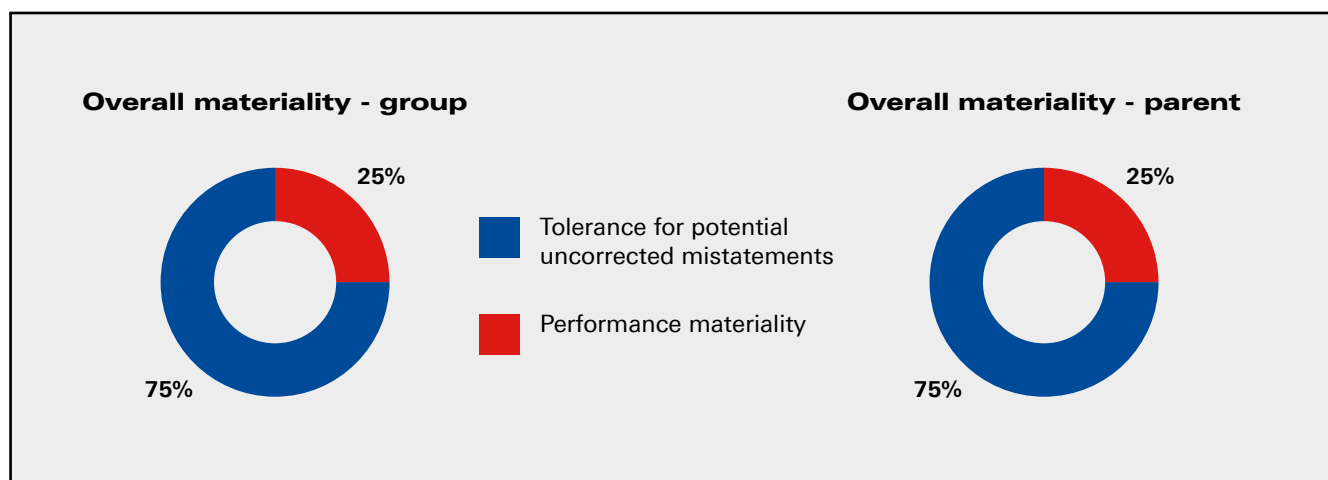 Overall materiality - group
25%
75%
Tolerance for potential
uncorrected mistatements
Performance materiality
Overall materiality - parent
25%
75%